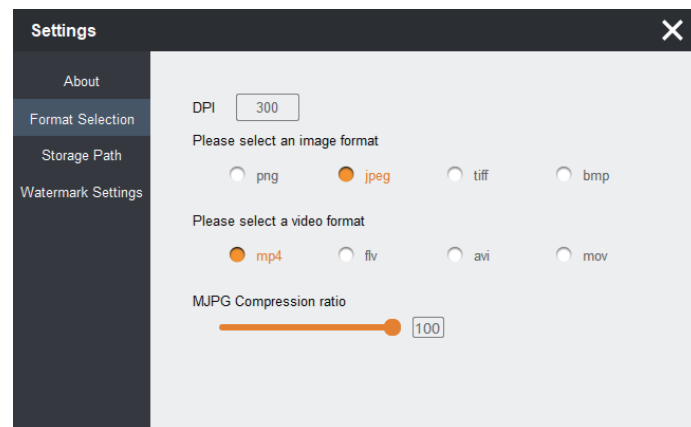 Settings
About
Format Selection
Storage Path
Watermark Settings
DPI 300
Please select an image format
png jpeg tiff bmp
Please select a video format
mp4 flv avi mov
MJPG Compression ratio
100